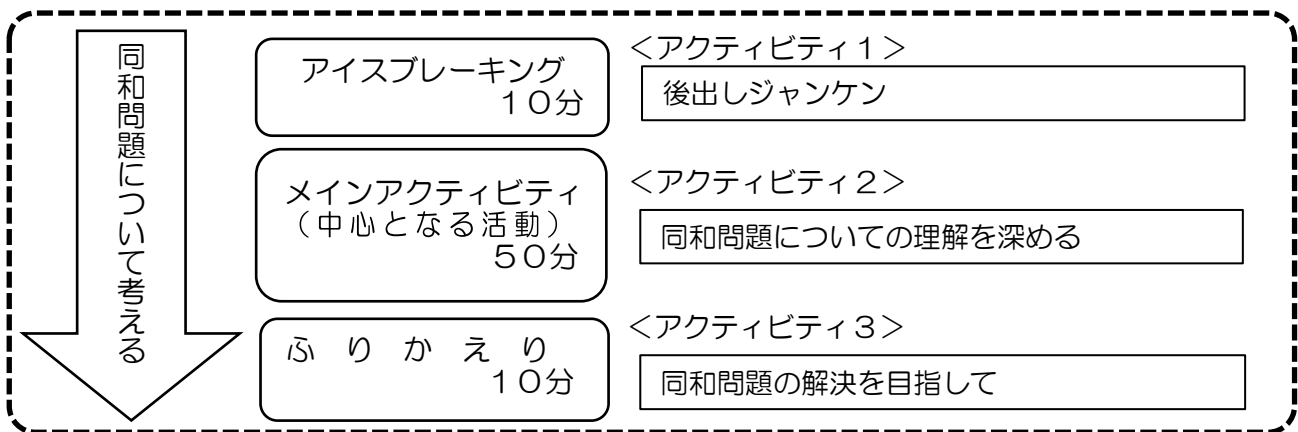 同和問題について考える
アイスブレーキング
１０分
＜アクティビティ１＞
後出しジャンケン
メインアクティビティ
（中心となる活動）
５０分
＜アクティビティ２＞
同和問題についての理解を深める
ふりかえり
１０分
＜アクティビティ３＞
同和問題の解決を目指して